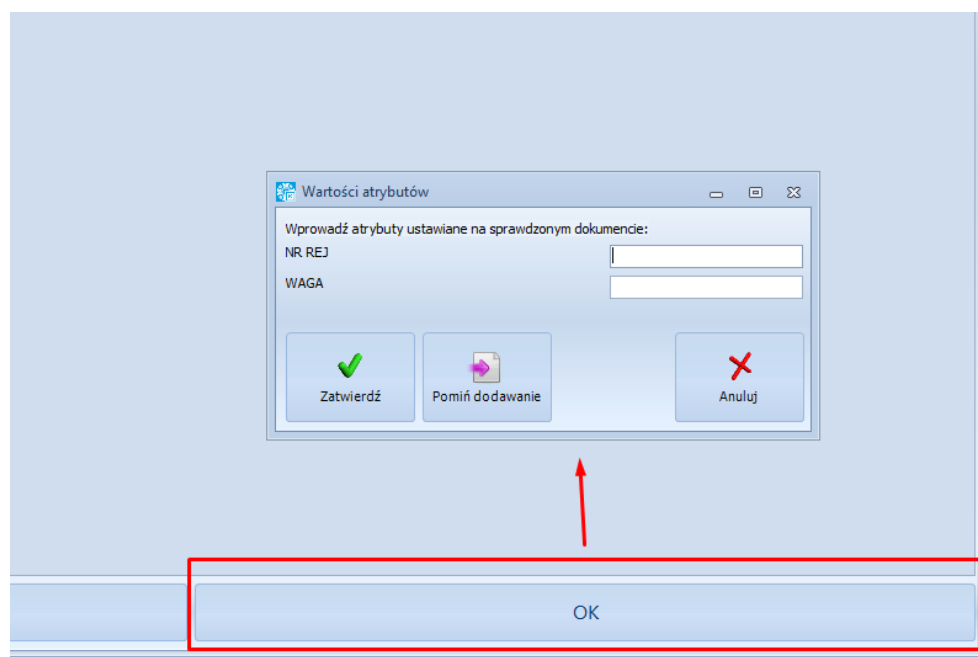 Wartości atrybutów
Wprowadź atrybuty ustawiane na sprawdzonym dokumencie:
NR REJ
WAGA
Zatwierdź
Pomiń dodawanie
Anuluj
OK